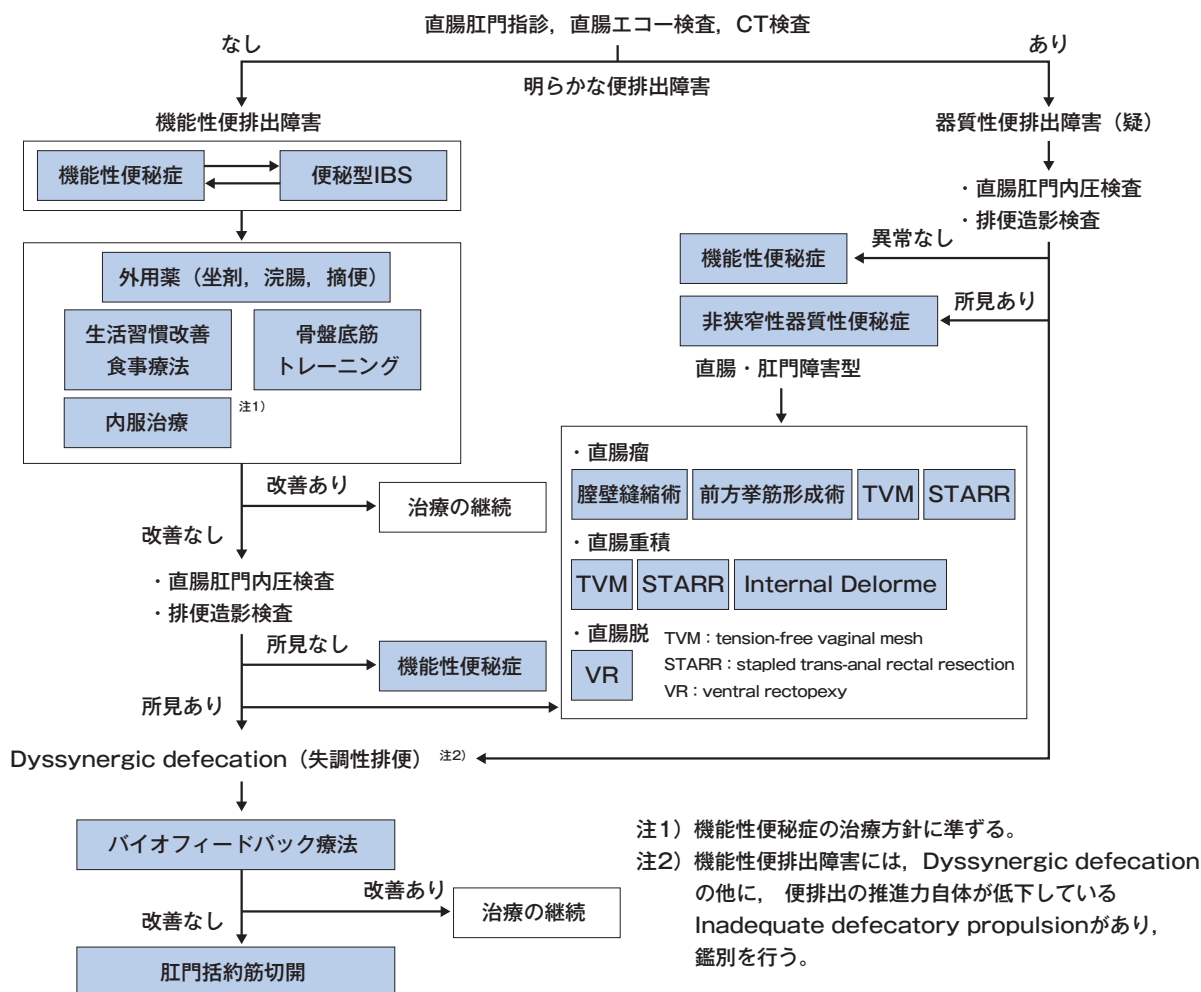 直腸肛門指診，直腸エコー検査，CT検査
なし
あり
明らかな便排出障害
機能性便排出障害
機能性便秘症
便秘型IBS
外用薬（坐剤，浣腸，摘便）
生活習慣改善
食事療法
骨盤底筋
トレーニング
内服治療
注1）
改善あり
治療の継続
改善なし
・直腸肛門内圧検査
・排便造影検査
所見なし
機能性便秘症
所見あり
器質性便排出障害（疑）
・直腸肛門内圧検査
・排便造影検査
異常なし
機能性便秘症
所見あり
非狭窄性器質性便秘症
直腸・肛門障害型
・直腸瘤
膣壁縫縮術
前方挙筋形成術
TVM
STARR
・直腸重積
TVM
STARR
Internal Delorme
・直腸脱
VR
TVM：tension-free vaginal mesh
STARR：stapled trans-anal rectal resection
VR：ventral rectopexy
Dyssynergic defecation（失調性排便）注2）
バイオフィードバック療法
改善あり
治療の継続
改善なし
肛門括約筋切開
注1）機能性便秘症の治療方針に準ずる。
注2）機能性便排出障害には，Dyssynergic defecation
の他に， 便排出の推進力自体が低下している
Inadequate defecatory propulsionがあり，
鑑別を行う。